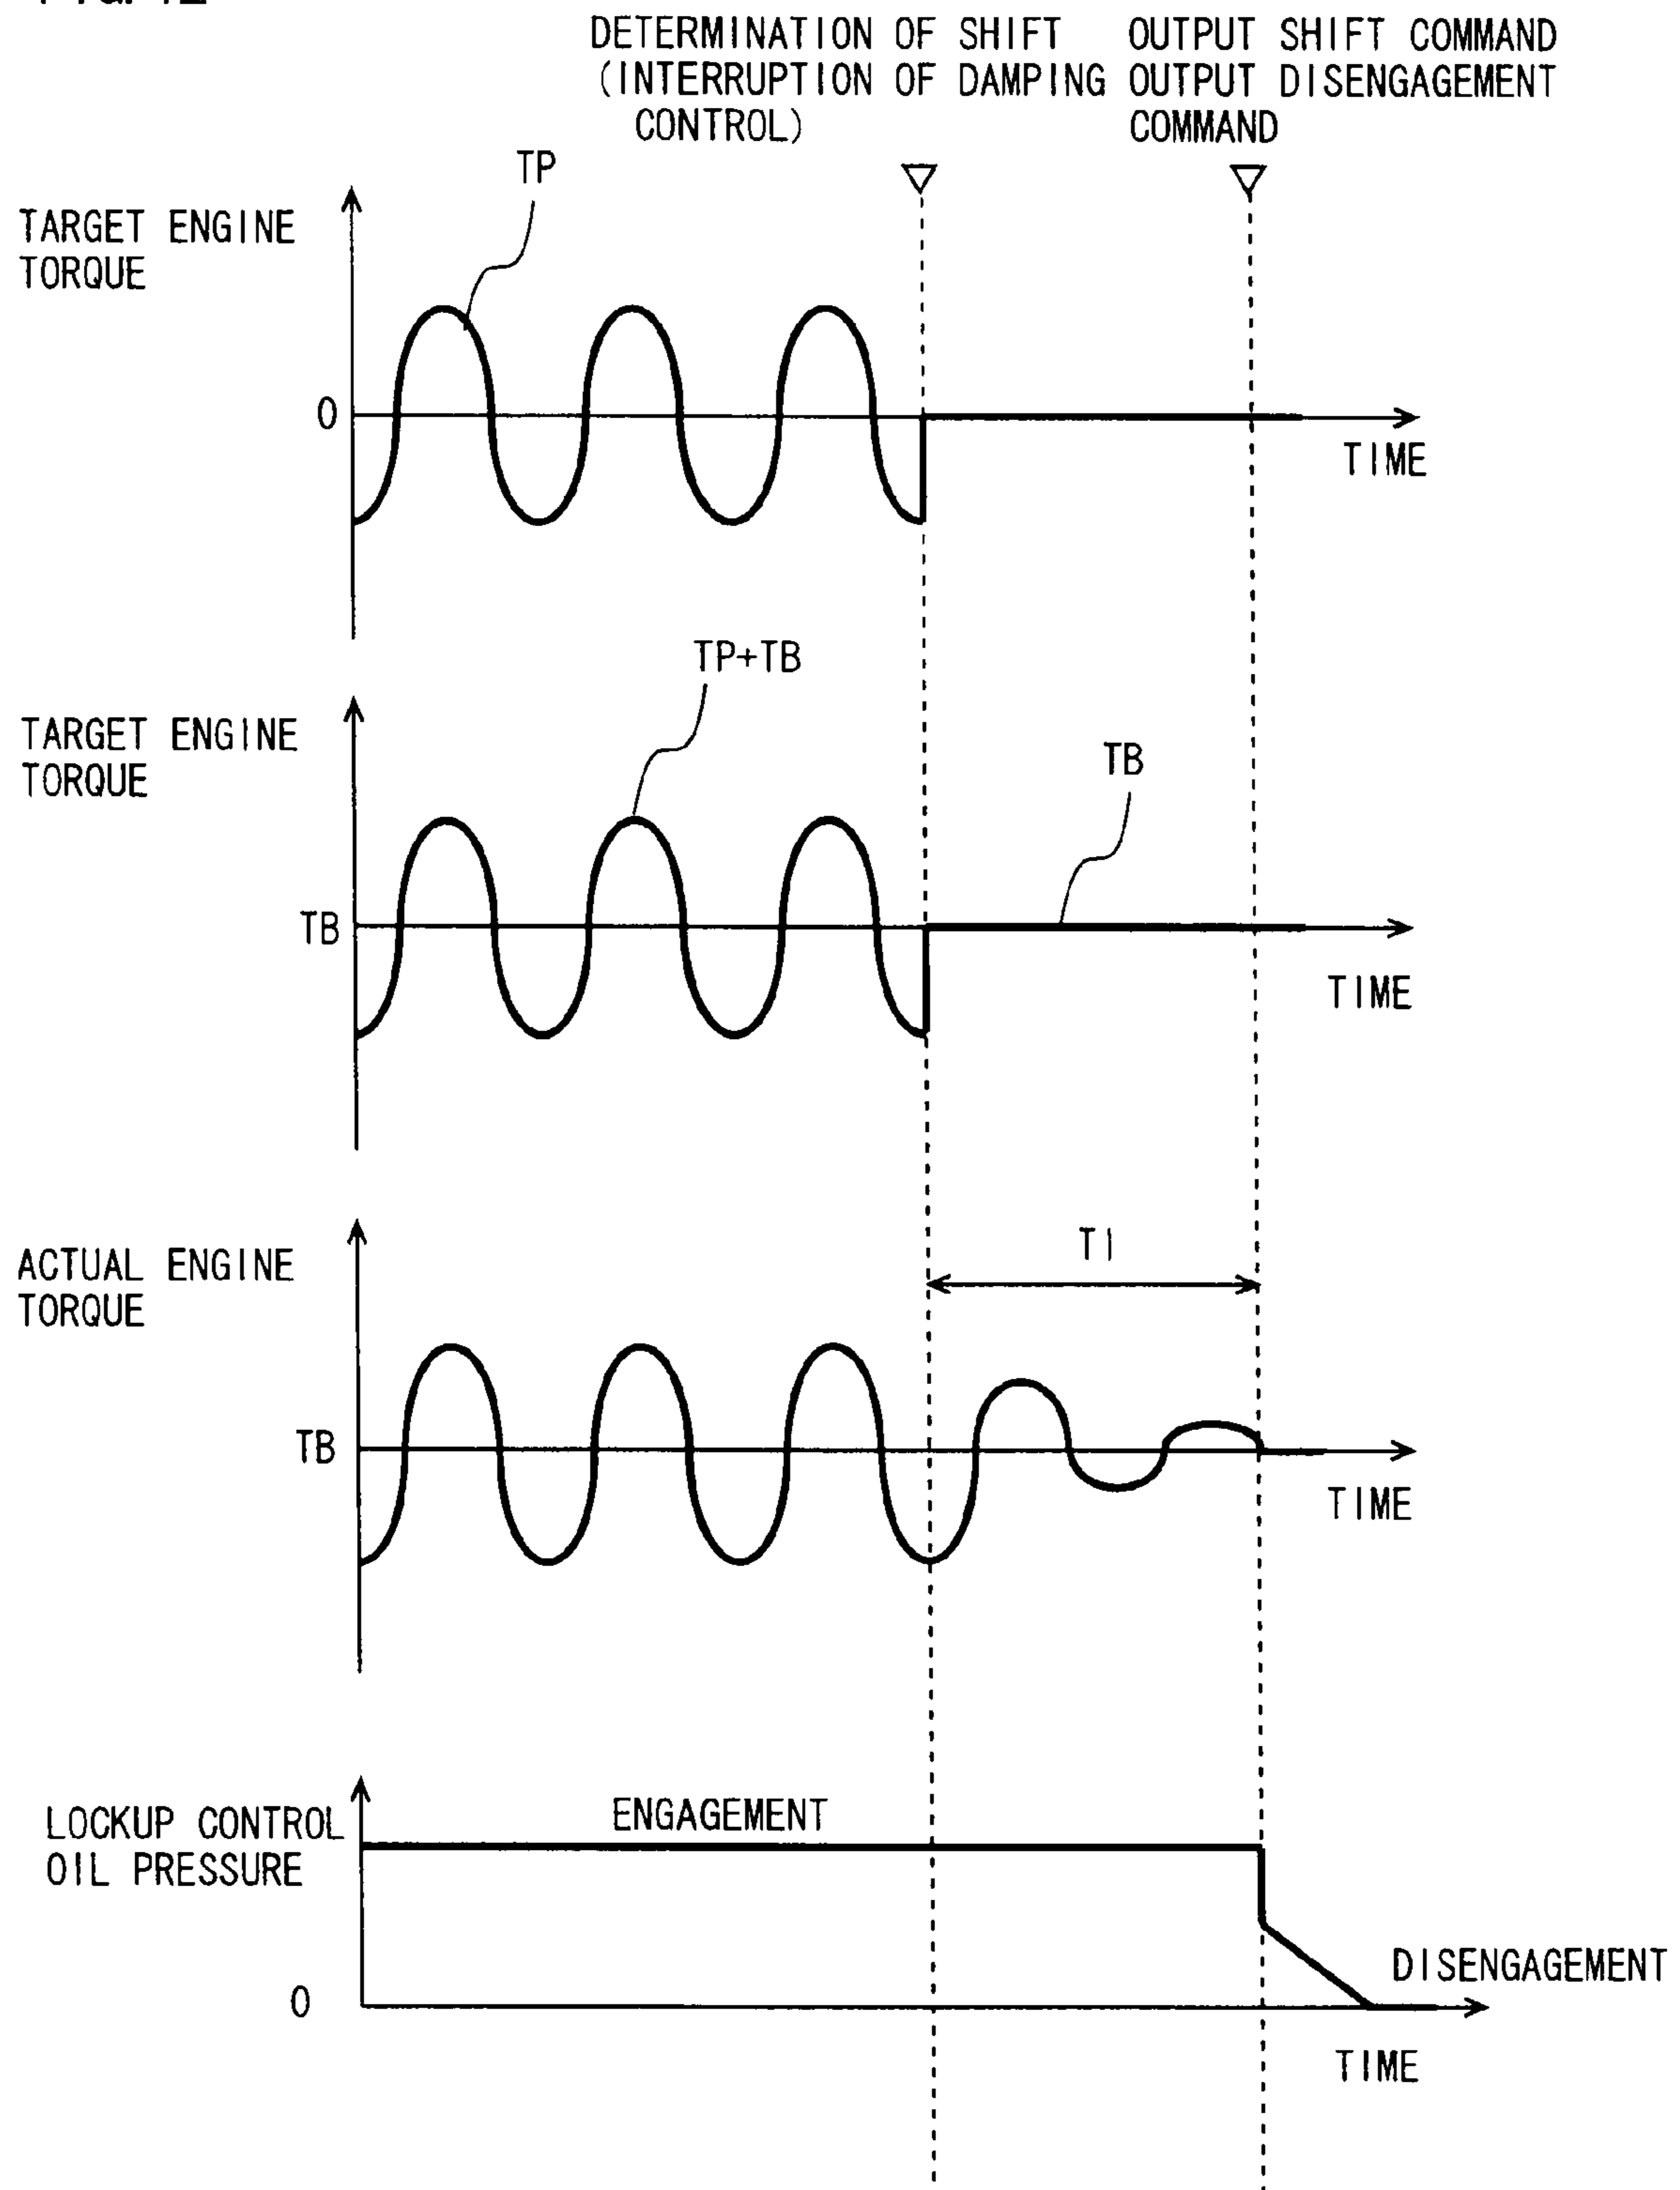 DETERMINATION OF SHIFT
(INTERRUPTION OF DAMPING
CONTROL)
OUTPUT SHIFT COMMAND
OUTPUT DISENGAGEMENT
COMMAND
TP
TARGET ENGINE
TORQUE
0
TIME
TP+TB
TARGET ENGINE
TORQUE
TB
TB
TIME
T1
ACTUAL ENGINE
TORQUE
TB
TIME
ENGAGEMENT
LOCKUP CONTROL
OIL PRESSURE
DISENGAGEMENT
0
TIME